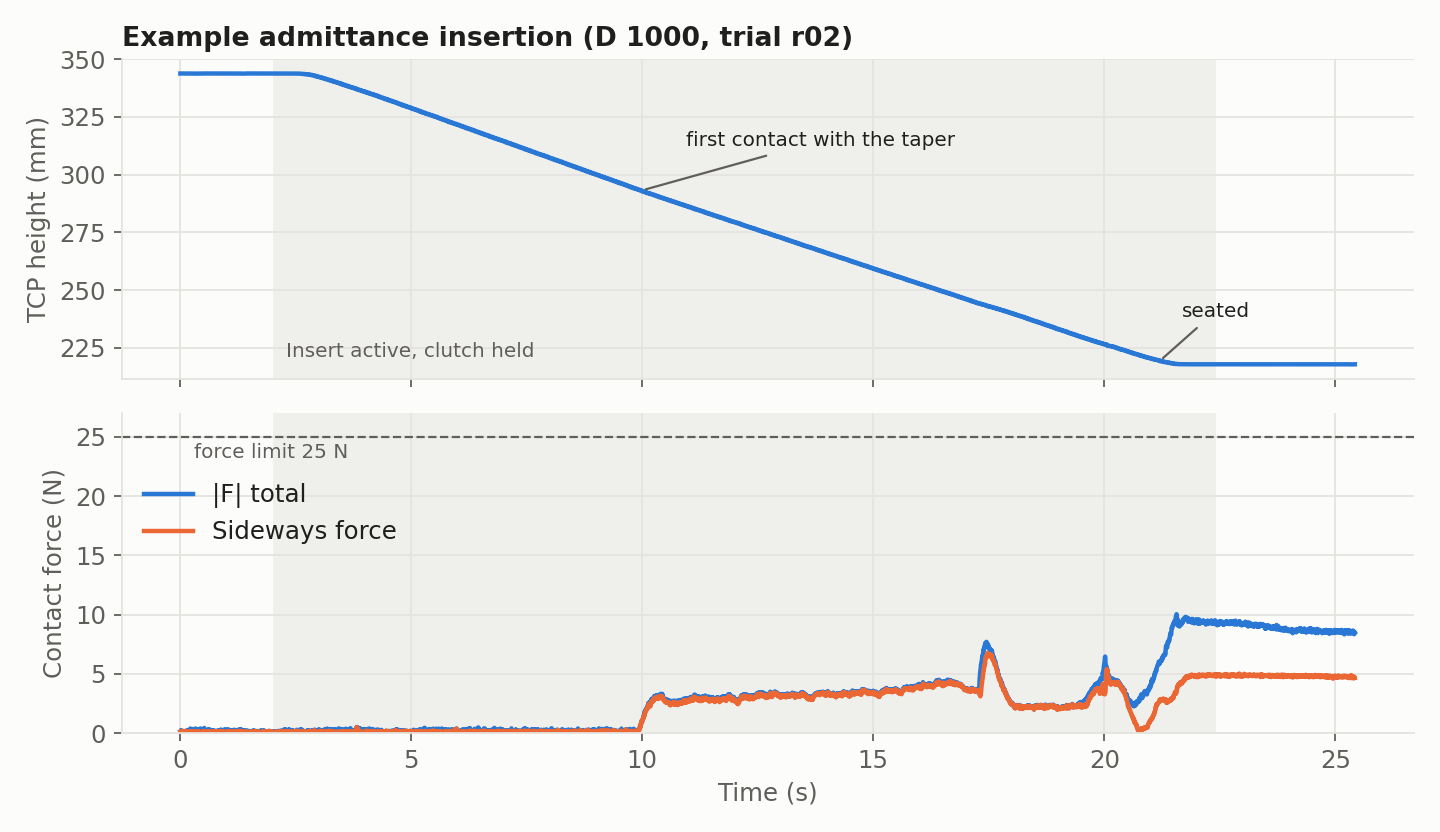 Example admittance insertion (D 1000, trial r02)
350
325
300
275
250
225
TCP height (mm)
first contact with the taper
seated
Insert active, clutch held
25
20
15
10
5
0
Contact force (N)
force limit 25 N
|F| total
Sideways force
0
5
10
15
20
25
Time (s)